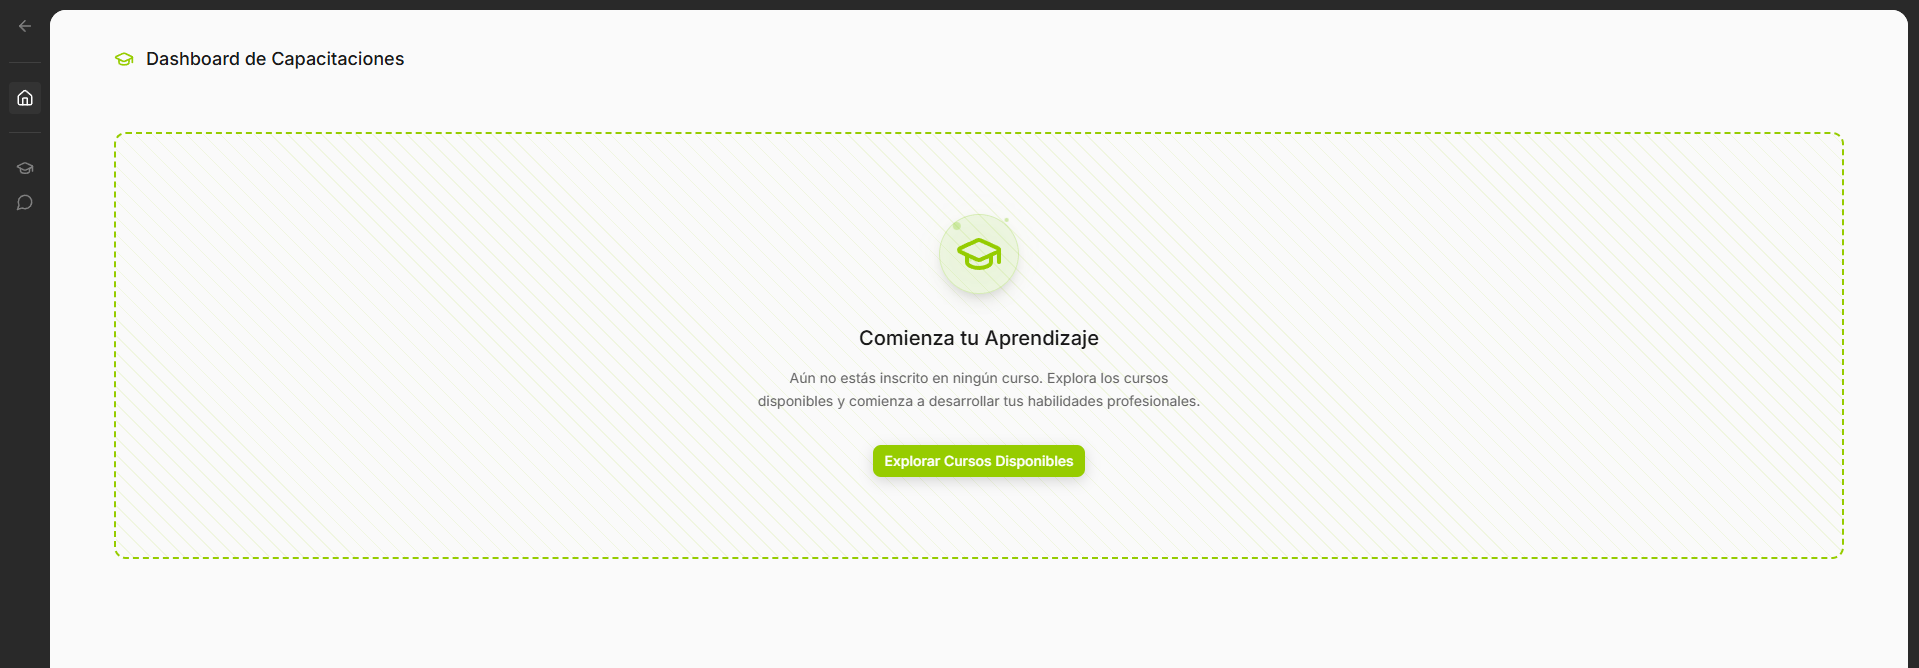 Dashboard de Capacitaciones
Comienza tu Aprendizaje
Aún no estás inscrito en ningún curso. Explora los cursos
disponibles y comienza a desarrollar tus habilidades profesionales.
Explorar Cursos Disponibles